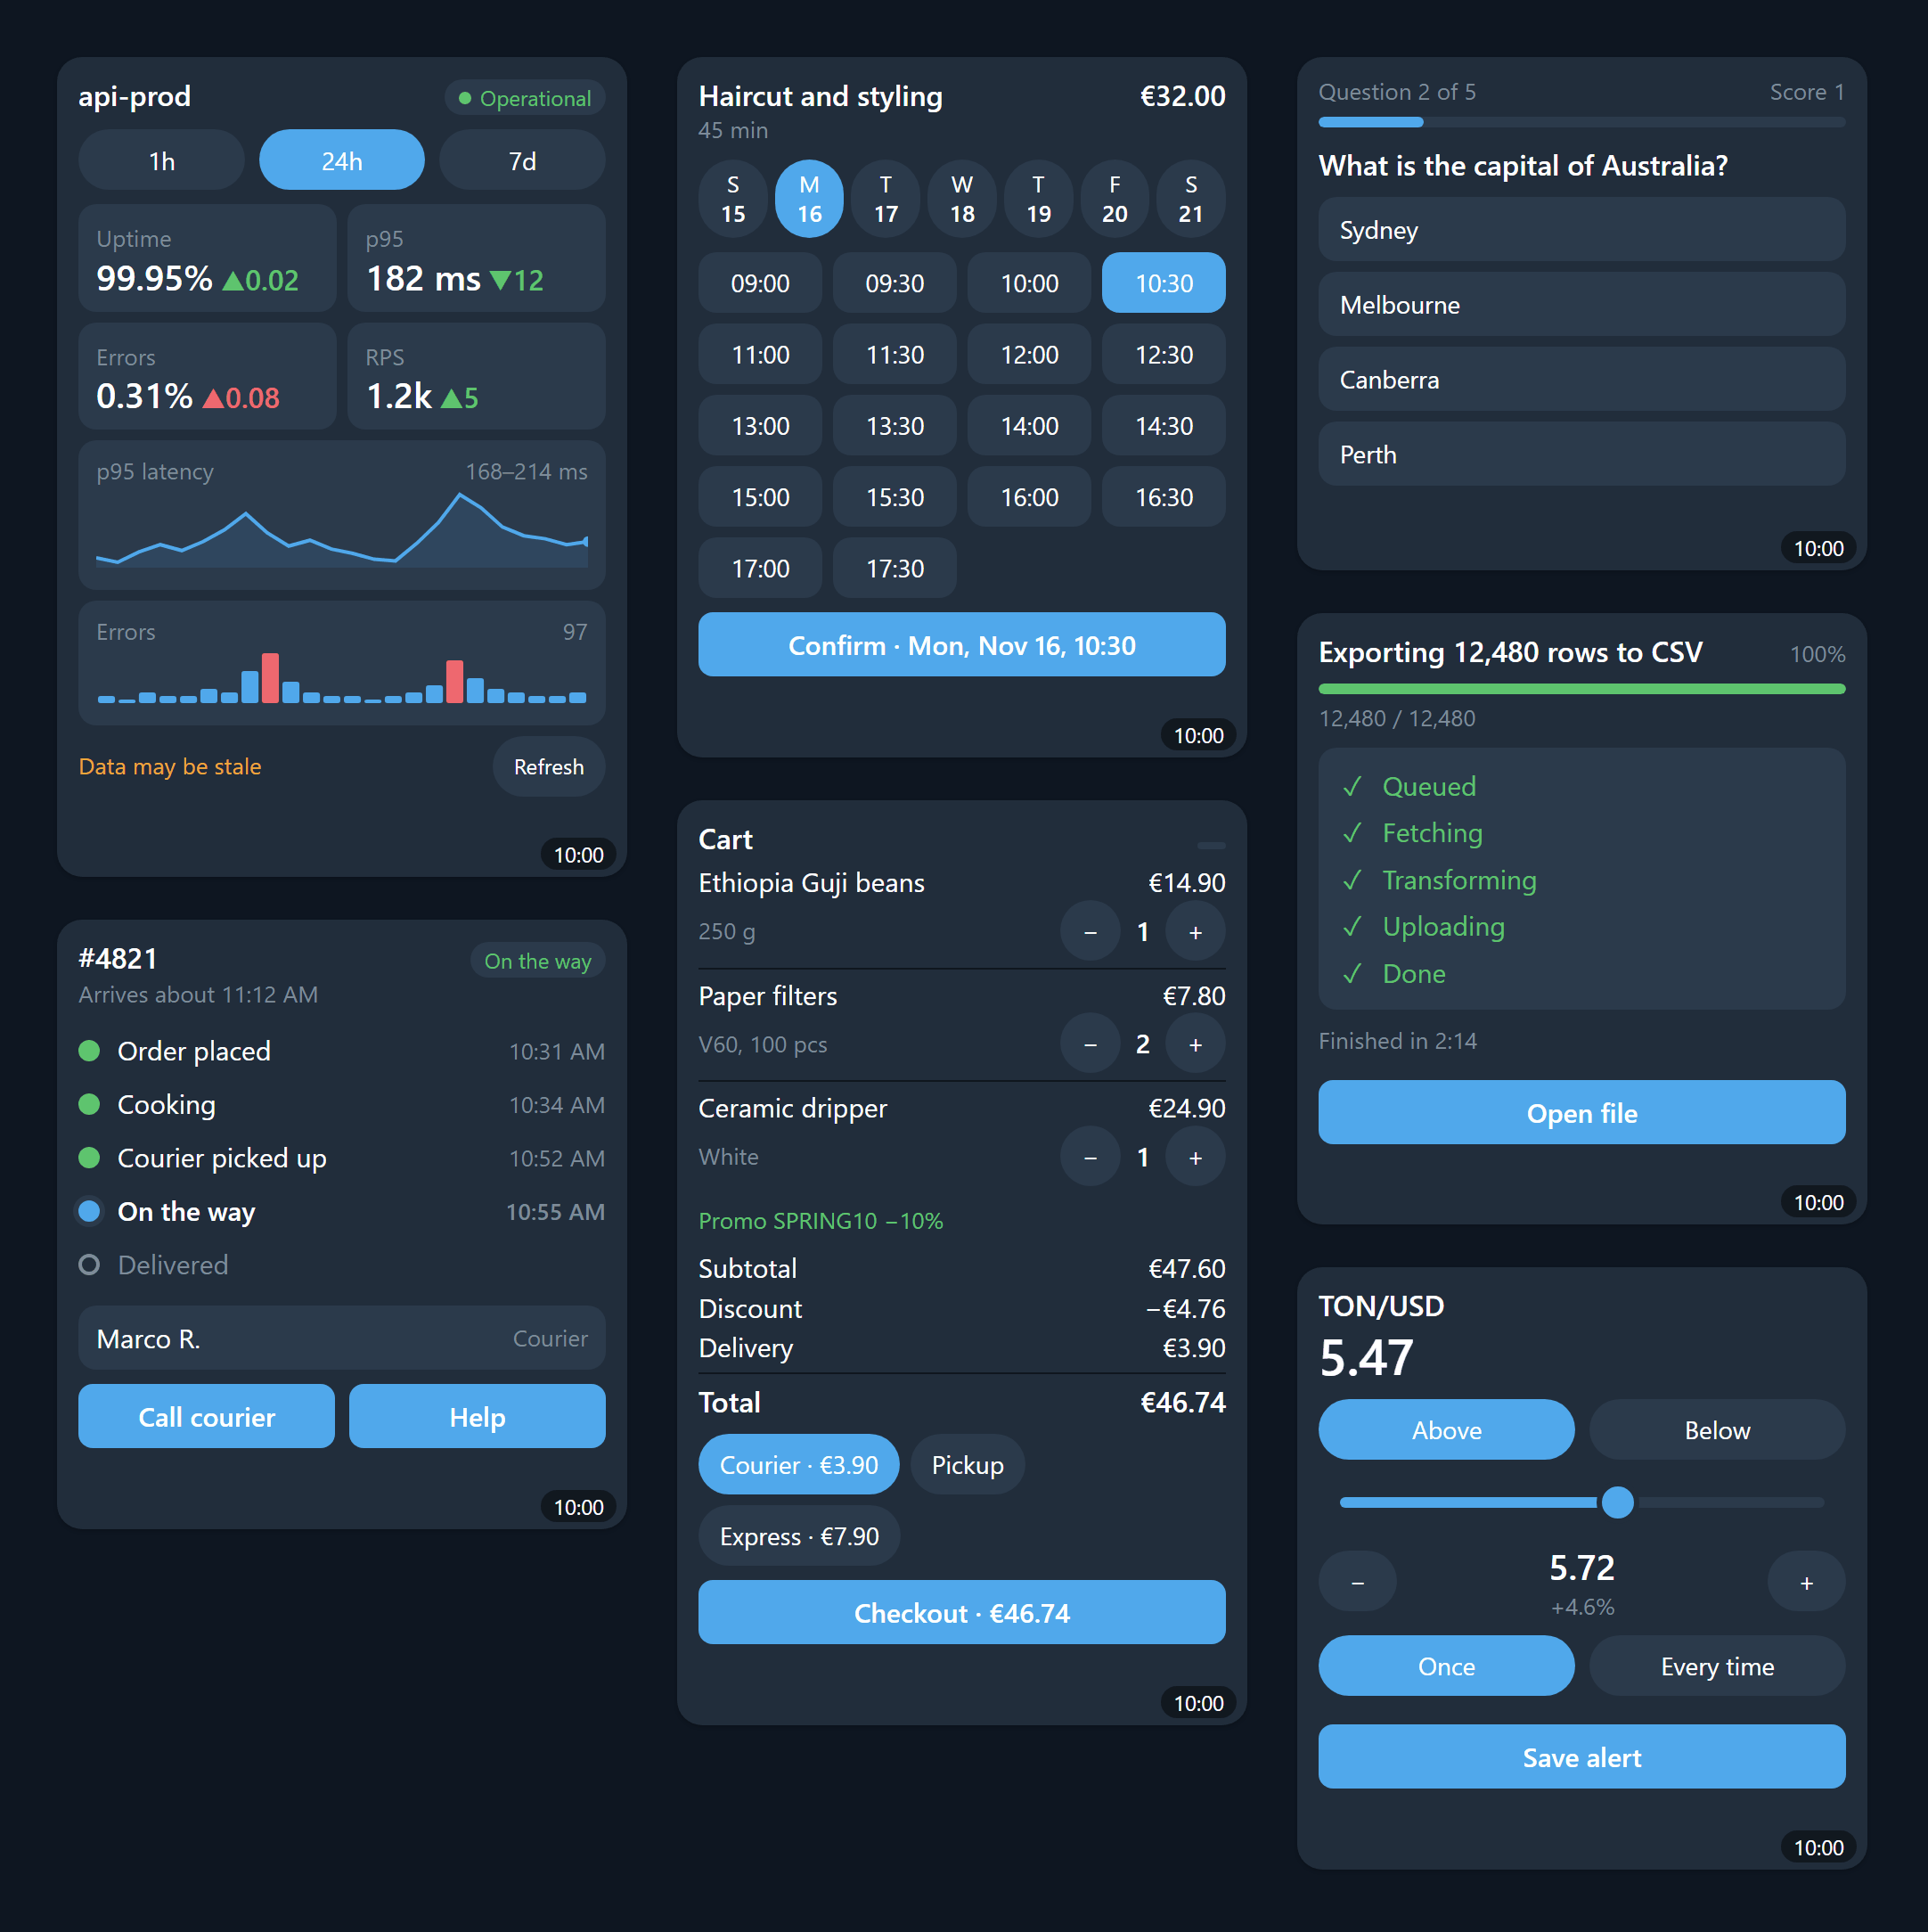 api-prod
Operational
1h 24h 7d
Uptime
99.95% ▲0.02
p95
182 ms ▼12
Errors
0.31% ▲0.08
RPS
1.2k ▲5
p95 latency 168–214 ms
Errors 97
Data may be stale Refresh
10:00
#4821 On the way
Arrives about 11:12 AM
Order placed 10:31 AM
Cooking 10:34 AM
Courier picked up 10:52 AM
On the way 10:55 AM
Delivered
Marco R. Courier
Call courier Help
10:00
Haircut and styling €32.00
45 min
S M T W T F S
15 16 17 18 19 20 21
09:00 09:30 10:00 10:30
11:00 11:30 12:00 12:30
13:00 13:30 14:00 14:30
15:00 15:30 16:00 16:30
17:00 17:30
Confirm · Mon, Nov 16, 10:30
10:00
Cart
Ethiopia Guji beans €14.90
250 g − 1 +
Paper filters €7.80
V60, 100 pcs − 2 +
Ceramic dripper €24.90
White − 1 +
Promo SPRING10 −10%
Subtotal €47.60
Discount −€4.76
Delivery €3.90
Total €46.74
Courier · €3.90 Pickup
Express · €7.90
Checkout · €46.74
10:00
Question 2 of 5 Score 1
What is the capital of Australia?
Sydney
Melbourne
Canberra
Perth
10:00
Exporting 12,480 rows to CSV 100%
12,480 / 12,480
✓ Queued
✓ Fetching
✓ Transforming
✓ Uploading
✓ Done
Finished in 2:14
Open file
10:00
TON/USD
5.47
Above Below
− 5.72 +
+4.6%
Once Every time
Save alert
10:00